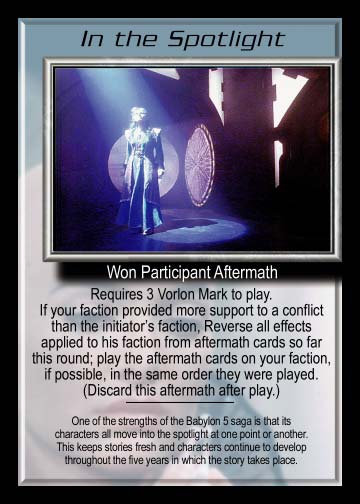 In the Spotlight
Won Participant Aftermath
Requires 3 Vorlon Mark to play.
If your faction provided more support to a conflict
than the initiator's faction, Reverse all effects
applied to his faction from aftermath cards so far
this round; play the aftermath cards on your faction,
if possible, in the same order they were played.
(Discard this aftermath after play.)
One of the strengths of the Babylon 5 saga is that its
characters all move into the spotlight at one point or another.
This keeps stories fresh and characters continue to develop
throughout the five years in which the story takes place.